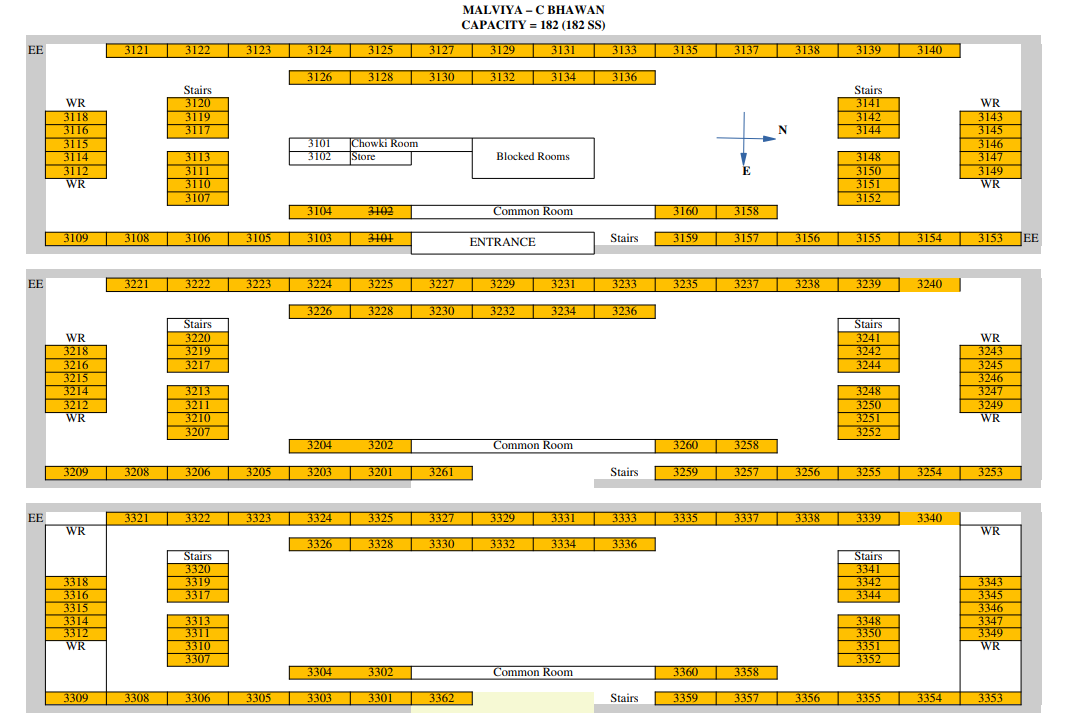 MALVIYA – C BHAWAN
CAPACITY = 182 (182 SS)
EE 3121 3122 3123 3124 3125 3127 3129 3131 3133 3135 3137 3138 3139 3140
3126 3128 3130 3132 3134 3136
Stairs Stairs
WR 3120 3141 WR
3118 3119 3142 3143
3116 3117 3144 3145
3115 3101 Chowki Room 3146
3114 3113 3102 Store Blocked Rooms 3148 3147
3112 3111 3150 3149
WR 3110 3151 WR
3107 3152
N
E
3104 3102 Common Room 3160 3158
3109 3108 3106 3105 3103 3101 ENTRANCE Stairs 3159 3157 3156 3155 3154 3153 EE
EE 3221 3222 3223 3224 3225 3227 3229 3231 3233 3235 3237 3238 3239 3240
3226 3228 3230 3232 3234 3236
Stairs Stairs
WR 3220 3241 WR
3218 3219 3242 3243
3216 3217 3244 3245
3215 3246
3214 3213 3248 3247
3212 3211 3250 3249
WR 3210 3251 WR
3207 3252
3204 3202 Common Room 3260 3258
3209 3208 3206 3205 3203 3201 3261 Stairs 3259 3257 3256 3255 3254 3253
EE 3321 3322 3323 3324 3325 3327 3329 3331 3333 3335 3337 3338 3339 3340
WR WR
3326 3328 3330 3332 3334 3336
Stairs Stairs
3320 3341
3318 3319 3342 3343
3316 3317 3344 3345
3315 3346
3314 3313 3348 3347
3312 3311 3350 3349
WR 3310 3351 WR
3307 3352
3304 3302 Common Room 3360 3358
3309 3308 3306 3305 3303 3301 3362 Stairs 3359 3357 3356 3355 3354 3353